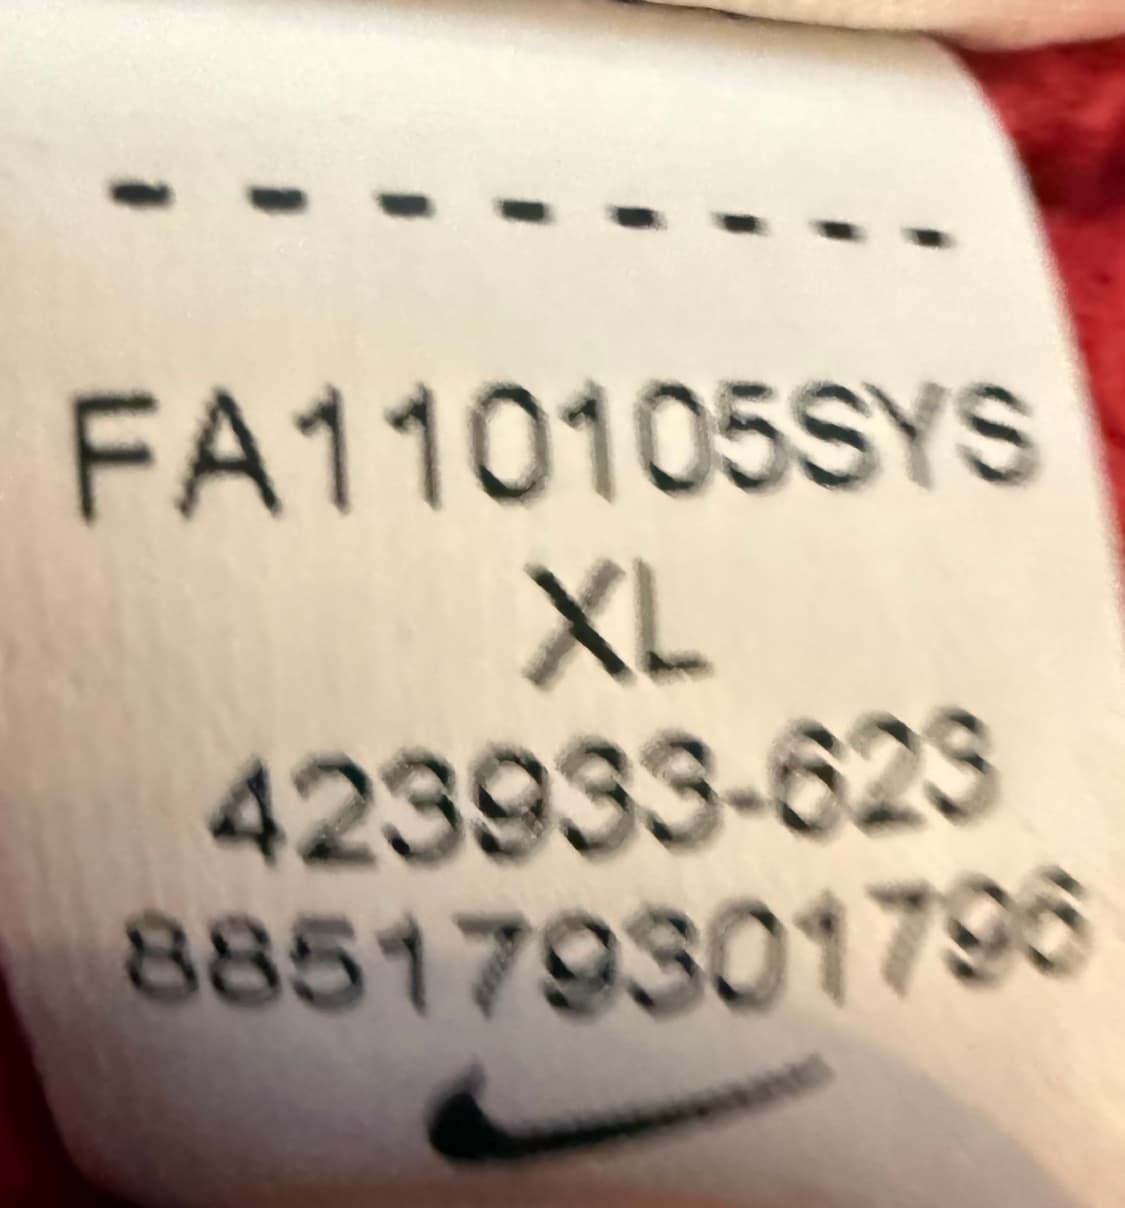 --------
FA110105SYS
XL
423933-623
885179301796